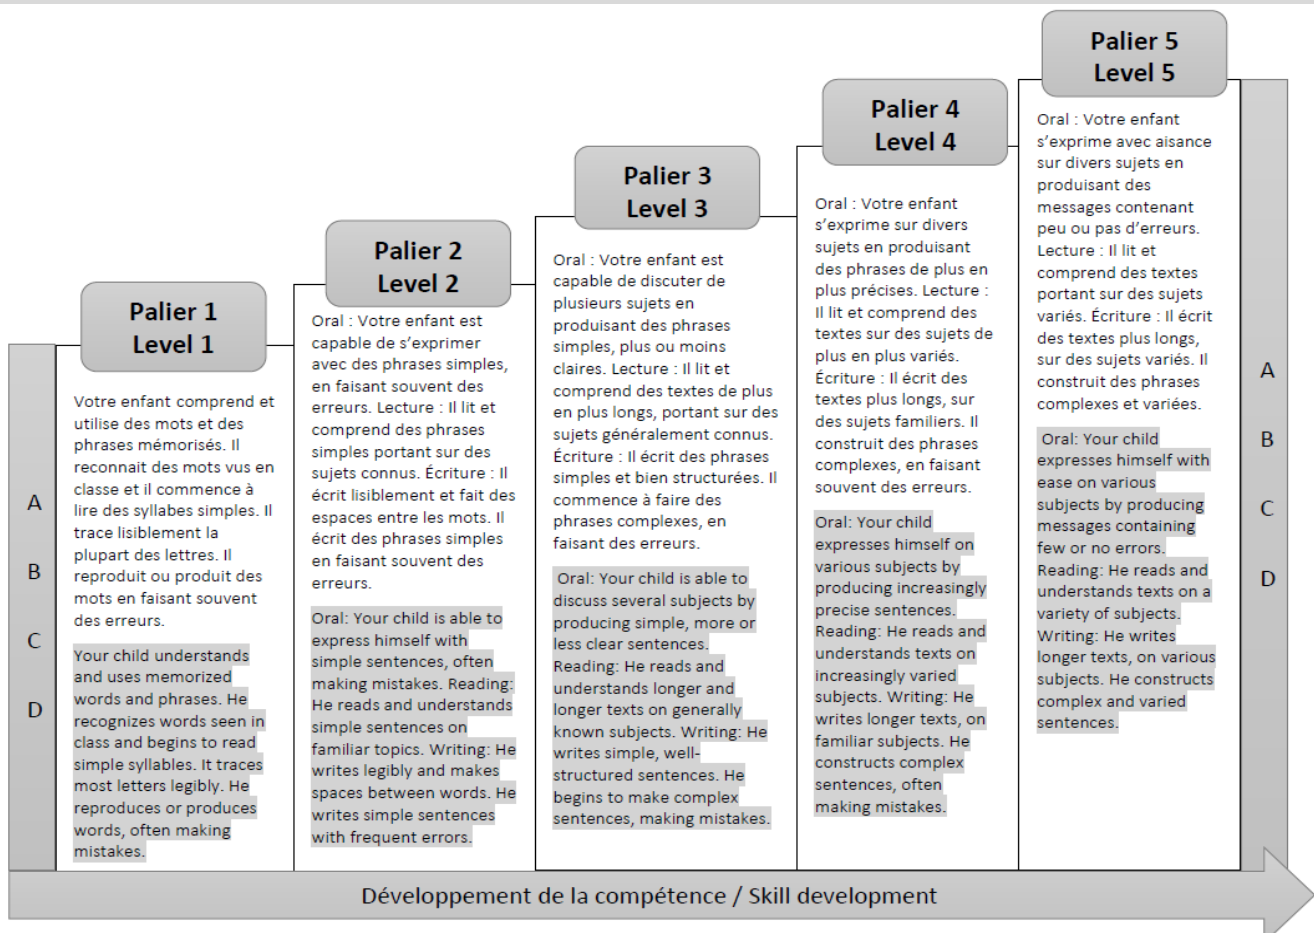 A
B
C
D
Palier 1
Level 1
Votre enfant comprend et
utilise des mots et des
phrases mémorisés. Il
reconnait des mots vus en
classe et il commence à
lire des syllabes simples. Il
trace lisiblement la
plupart des lettres. Il
reproduit ou produit des
mots en faisant souvent
des erreurs.
Your child understands
and uses memorized
words and phrases. He
recognizes words seen in
class and begins to read
simple syllables. It traces
most letters legibly. He
reproduces or produces
words, often making
mistakes.
Palier 2
Level 2
Oral : Votre enfant est
capable de s’exprimer
avec des phrases simples,
en faisant souvent des
erreurs. Lecture : Il lit et
comprend des phrases
simples portant sur des
sujets connus. Écriture : Il
écrit lisiblement et fait des
espaces entre les mots. Il
écrit des phrases simples
en faisant souvent des
erreurs.
Oral: Your child is able to
express himself with
simple sentences, often
making mistakes. Reading:
He reads and understands
simple sentences on
familiar topics. Writing: He
writes legibly and makes
spaces between words. He
writes simple sentences
with frequent errors.
Palier 3
Level 3
Oral : Votre enfant est
capable de discuter de
plusieurs sujets en
produisant des phrases
simples, plus ou moins
claires. Lecture : Il lit et
comprend des textes de plus
en plus longs, portant sur des
sujets généralement connus.
Écriture : Il écrit des phrases
simples et bien structurées. Il
commence à faire des
phrases complexes, en
faisant des erreurs.
Oral: Your child is able to
discuss several subjects by
producing simple, more or
less clear sentences.
Reading: He reads and
understands longer and
longer texts on generally
known subjects. Writing: He
writes simple, well-
structured sentences. He
begins to make complex
sentences, making mistakes.
Palier 4
Level 4
Oral : Votre enfant
s’exprime sur divers
sujets en produisant
des phrases de plus en
plus précises. Lecture :
Il lit et comprend des
textes sur des sujets de
plus en plus variés.
Écriture : Il écrit des
textes plus longs, sur
des sujets familiers. Il
construit des phrases
complexes, en faisant
souvent des erreurs.
Oral: Your child
expresses himself on
various subjects by
producing increasingly
precise sentences.
Reading: He reads and
understands texts on
increasingly varied
subjects. Writing: He
writes longer texts, on
familiar subjects. He
constructs complex
sentences, often
making mistakes.
Palier 5
Level 5
Oral : Votre enfant
s’exprime avec aisance
sur divers sujets en
produisant des
messages contenant
peu ou pas d’erreurs.
Lecture : Il lit et
comprend des textes
portant sur des sujets
variés. Écriture : Il écrit
des textes plus longs,
sur des sujets variés. Il
construit des phrases
complexes et variées.
Oral: Your child
expresses himself with
ease on various
subjects by producing
messages containing
few or no errors.
Reading: He reads and
understands texts on a
variety of subjects.
Writing: He writes
longer texts, on various
subjects. He constructs
complex and varied
sentences.
A
B
C
D
Développement de la compétence / Skill development